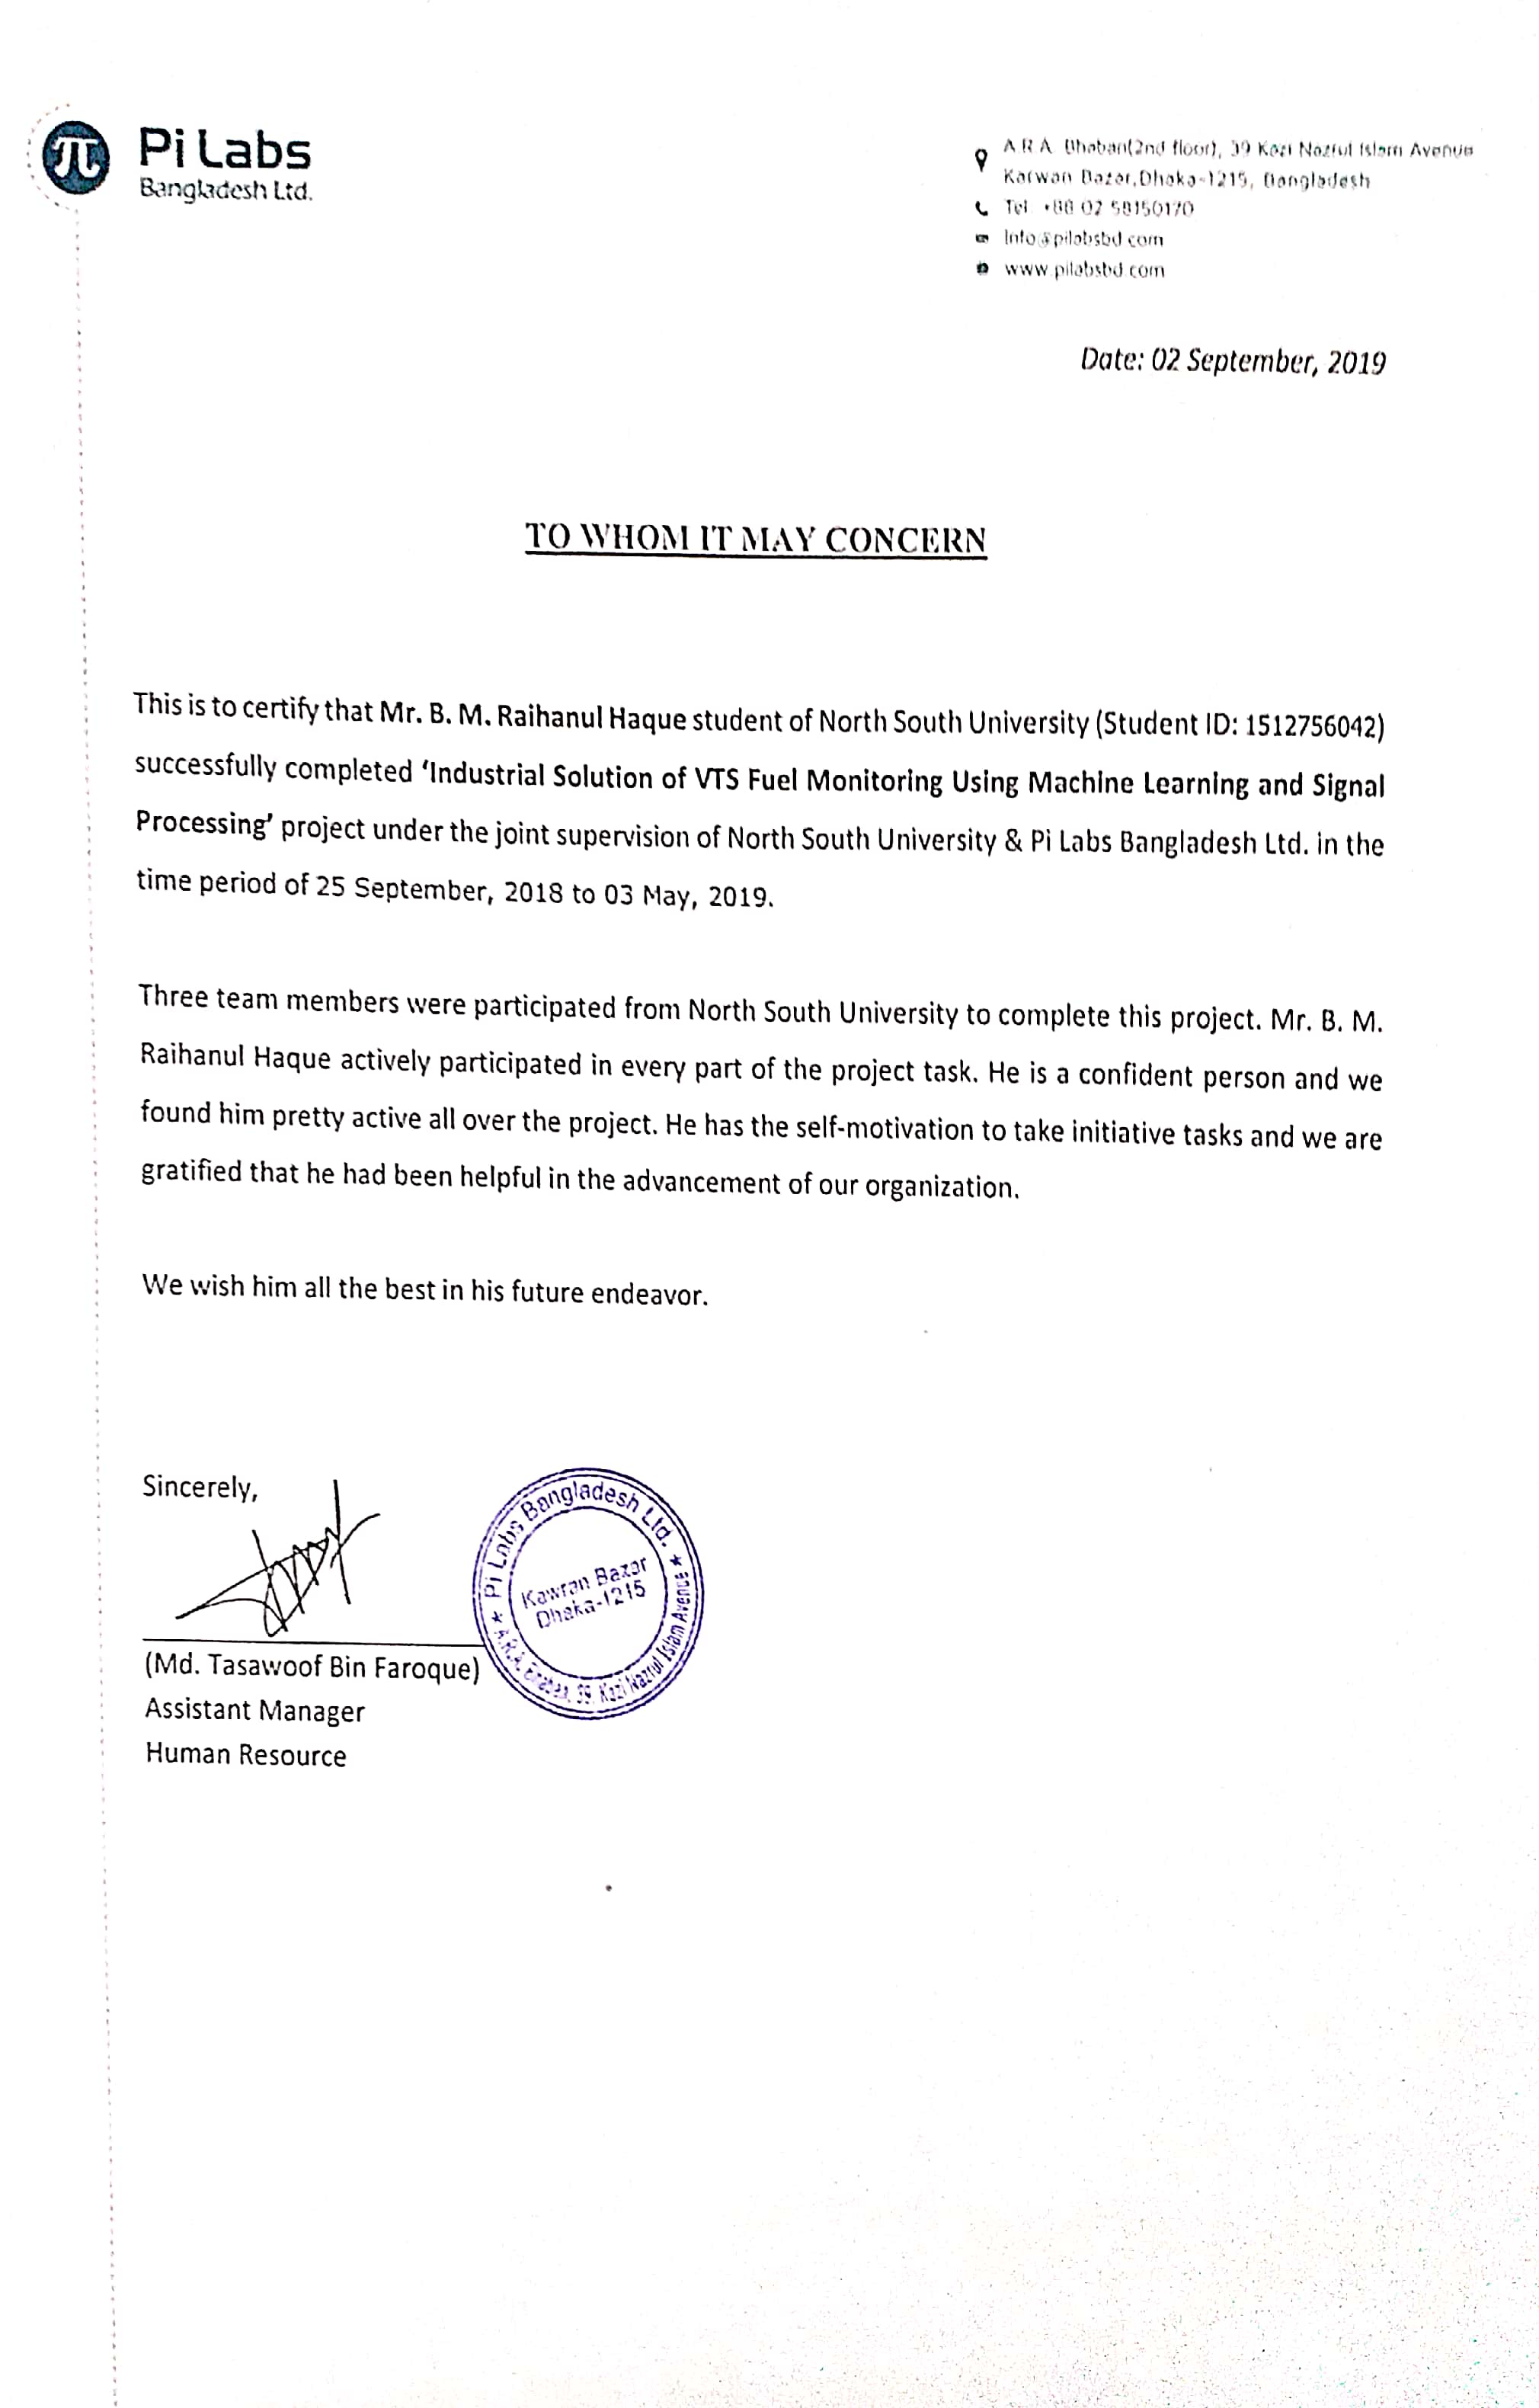 Pi Labs
Bangladesh Ltd.
A.R.A. Bhaban(2nd floor), 39 Kazi Nazrul Islam Avenue
Karwan Bazar,Dhaka-1215, Bangladesh
Tel: +88 02 58150170
Info@pilabsbd.com
www.pilabsbd.com
Date: 02 September, 2019
TO WHOM IT MAY CONCERN
This is to certify that Mr. B. M. Raihanul Haque student of North South University (Student ID: 1512756042)
successfully completed ‘Industrial Solution of VTS Fuel Monitoring Using Machine Learning and Signal
Processing’ project under the joint supervision of North South University & Pi Labs Bangladesh Ltd. in the
time period of 25 September, 2018 to 03 May, 2019.
Three team members were participated from North South University to complete this project. Mr. B. M.
Raihanul Haque actively participated in every part of the project task. He is a confident person and we
found him pretty active all over the project. He has the self-motivation to take initiative tasks and we are
gratified that he had been helpful in the advancement of our organization.
We wish him all the best in his future endeavor.
Sincerely,
Pi Labs Bangladesh Ltd.
Kawran Bazar
Dhaka-1215
A.R.A. Bhaban, 39, Kazi Nazrul Islam Avenue
(Md. Tasawoof Bin Faroque)
Assistant Manager
Human Resource